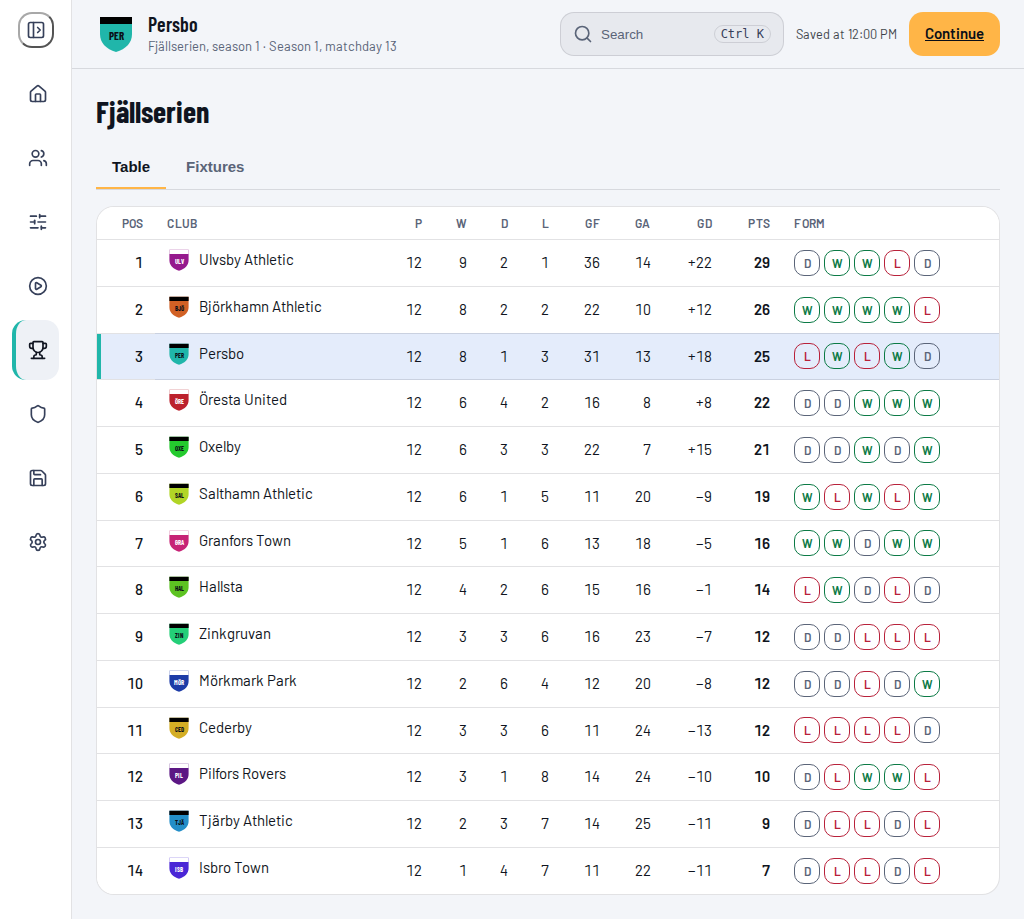 PER
Persbo
Fjällserien, season 1 · Season 1, matchday 13
Search
Ctrl K
Saved at 12:00 PM
Continue
Fjällserien
Table
Fixtures
POS CLUB P W D L GF GA GD PTS FORM
1 ULV Ulvsby Athletic 12 9 2 1 36 14 +22 29 D W W L D
2 BJÖ Björkhamn Athletic 12 8 2 2 22 10 +12 26 W W W W L
3 PER Persbo 12 8 1 3 31 13 +18 25 L W L W D
4 ÖRE Öresta United 12 6 4 2 16 8 +8 22 D D W W W
5 OXE Oxelby 12 6 3 3 22 7 +15 21 D D W D W
6 SAL Salthamn Athletic 12 6 1 5 11 20 −9 19 W L W L W
7 GRA Granfors Town 12 5 1 6 13 18 −5 16 W W D W W
8 HAL Hallsta 12 4 2 6 15 16 −1 14 L W D L D
9 ZIN Zinkgruvan 12 3 3 6 16 23 −7 12 D D L L L
10 MÖR Mörkmark Park 12 2 6 4 12 20 −8 12 D D L D W
11 CED Cederby 12 3 3 6 11 24 −13 12 L L L L D
12 PIL Pilfors Rovers 12 3 1 8 14 24 −10 10 D L W W L
13 TJÄ Tjärby Athletic 12 2 3 7 14 25 −11 9 D L L D L
14 ISB Isbro Town 12 1 4 7 11 22 −11 7 D L L D L